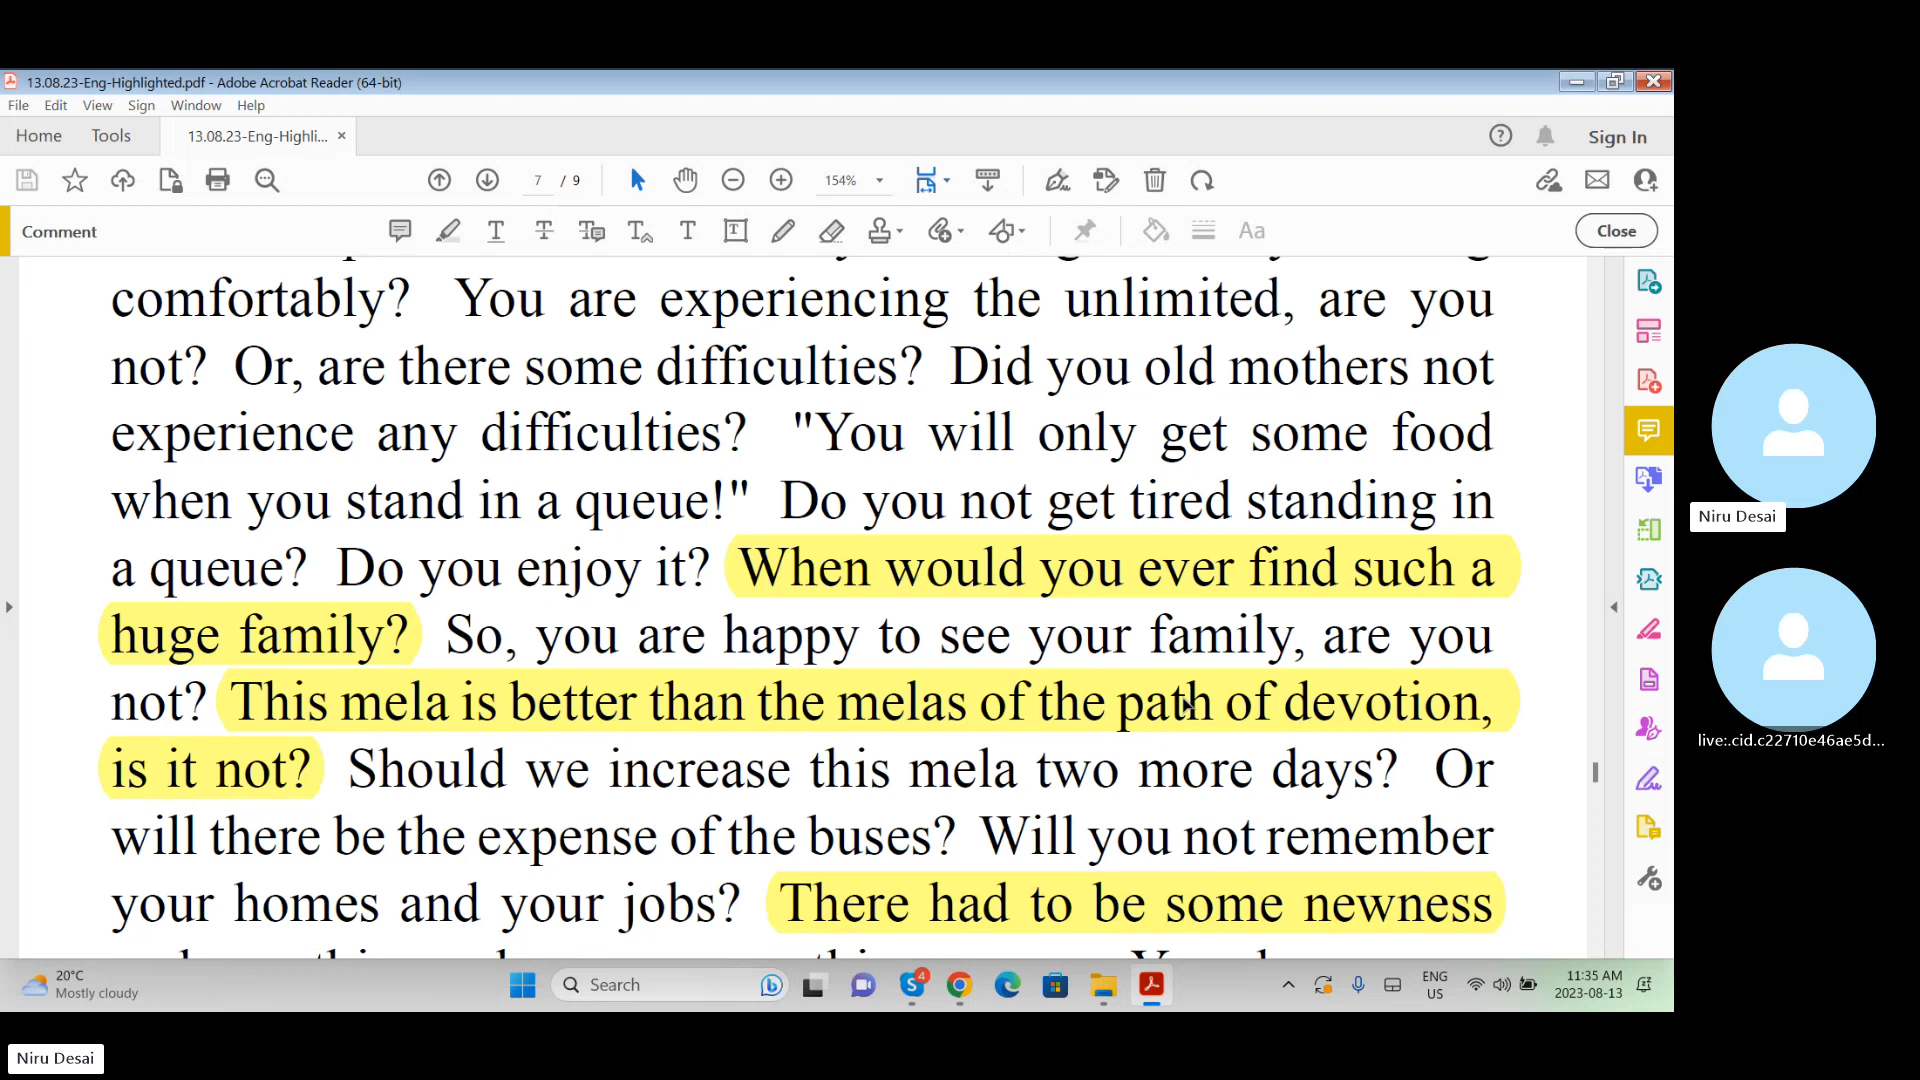 13.08.23-Eng-Highlighted.pdf - Adobe Acrobat Reader (64-bit)
File Edit View Sign Window Help
Home Tools 13.08.23-Eng-Highli... × Sign In
7 / 9 154%
Comment Close
comfortably? You are experiencing the unlimited, are you
not? Or, are there some difficulties? Did you old mothers not
experience any difficulties? "You will only get some food
when you stand in a queue!" Do you not get tired standing in
a queue? Do you enjoy it? When would you ever find such a
huge family? So, you are happy to see your family, are you
not? This mela is better than the melas of the path of devotion,
is it not? Should we increase this mela two more days? Or
will there be the expense of the buses? Will you not remember
your homes and your jobs? There had to be some newness
Niru Desai
live:.cid.c22710e46ae5d...
20°C
Mostly cloudy
Search
4
ENG
US
11:35 AM
2023-08-13
Niru Desai